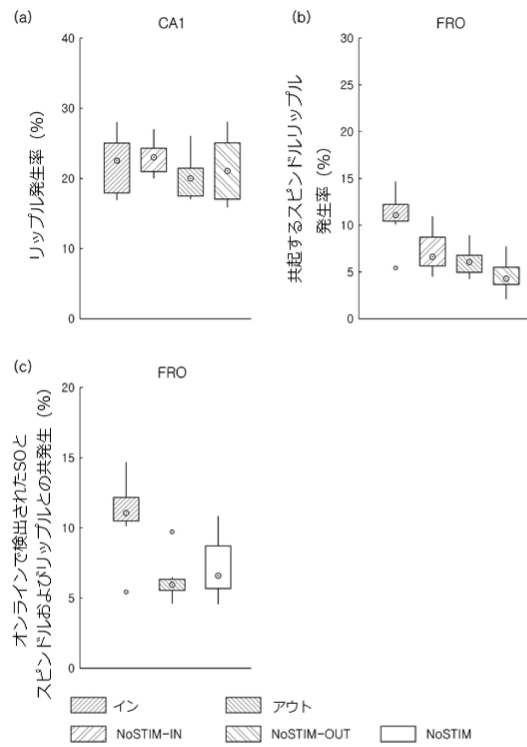 (a)
CA1
リップル発生率 (%)
40
30
20
10
0
(b)
FRO
共起するスピンドルリップル
発生率 (%)
30
25
20
15
10
5
0
(c)
FRO
オンラインで検出されたSOと
スピンドルおよびリップルとの共発生 (%)
20
15
10
5
0
イン
アウト
NoSTIM-IN
NoSTIM-OUT
NoSTIM